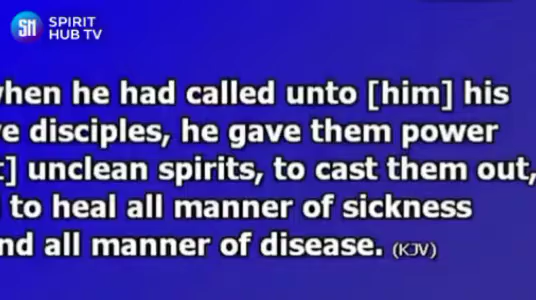 SH
SPIRIT
HUB TV
when he had called unto [him] his
disciples, he gave them power
unclean spirits, to cast them out,
to heal all manner of sickness
all manner of disease. (KJV)